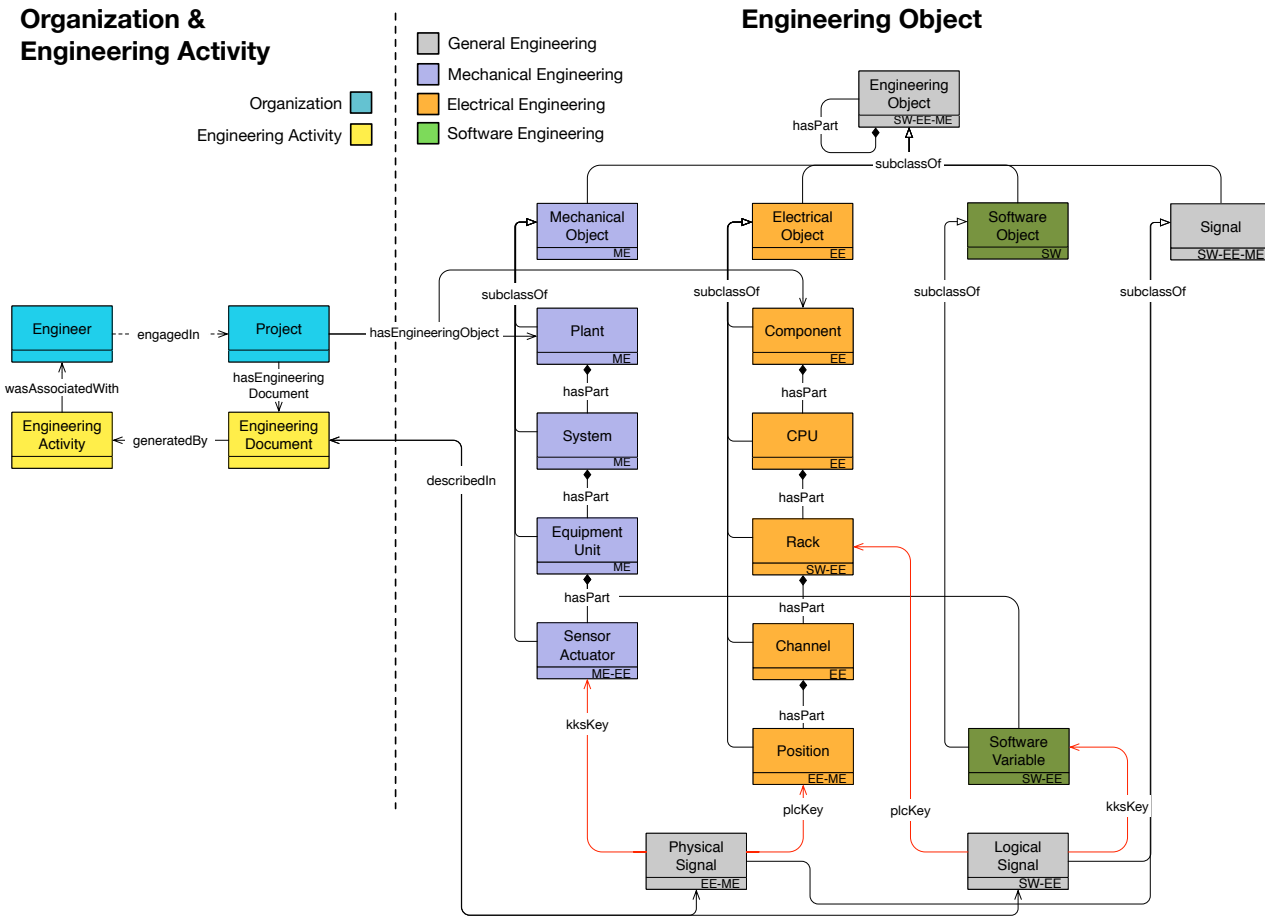 Organization &
Engineering Activity
Engineering Object
Organization
Engineering Activity
General Engineering
Mechanical Engineering
Electrical Engineering
Software Engineering
Engineering
Object
SW-EE-ME
hasPart
subclassOf
Mechanical
Object
ME
Electrical
Object
EE
Software
Object
SW
Signal
SW-EE-ME
subclassOf
subclassOf
subclassOf
subclassOf
Engineer
engagedIn
Project
hasEngineeringObject
Plant
ME
Component
EE
wasAssociatedWith
hasEngineering
Document
hasPart
hasPart
Engineering
Activity
generatedBy
Engineering
Document
System
ME
CPU
EE
describedIn
hasPart
hasPart
Equipment
Unit
ME
Rack
SW-EE
hasPart
hasPart
Sensor
Actuator
ME-EE
Channel
EE
kksKey
hasPart
Position
EE-ME
Software
Variable
SW-EE
plcKey
plcKey
kksKey
Physical
Signal
EE-ME
Logical
Signal
SW-EE